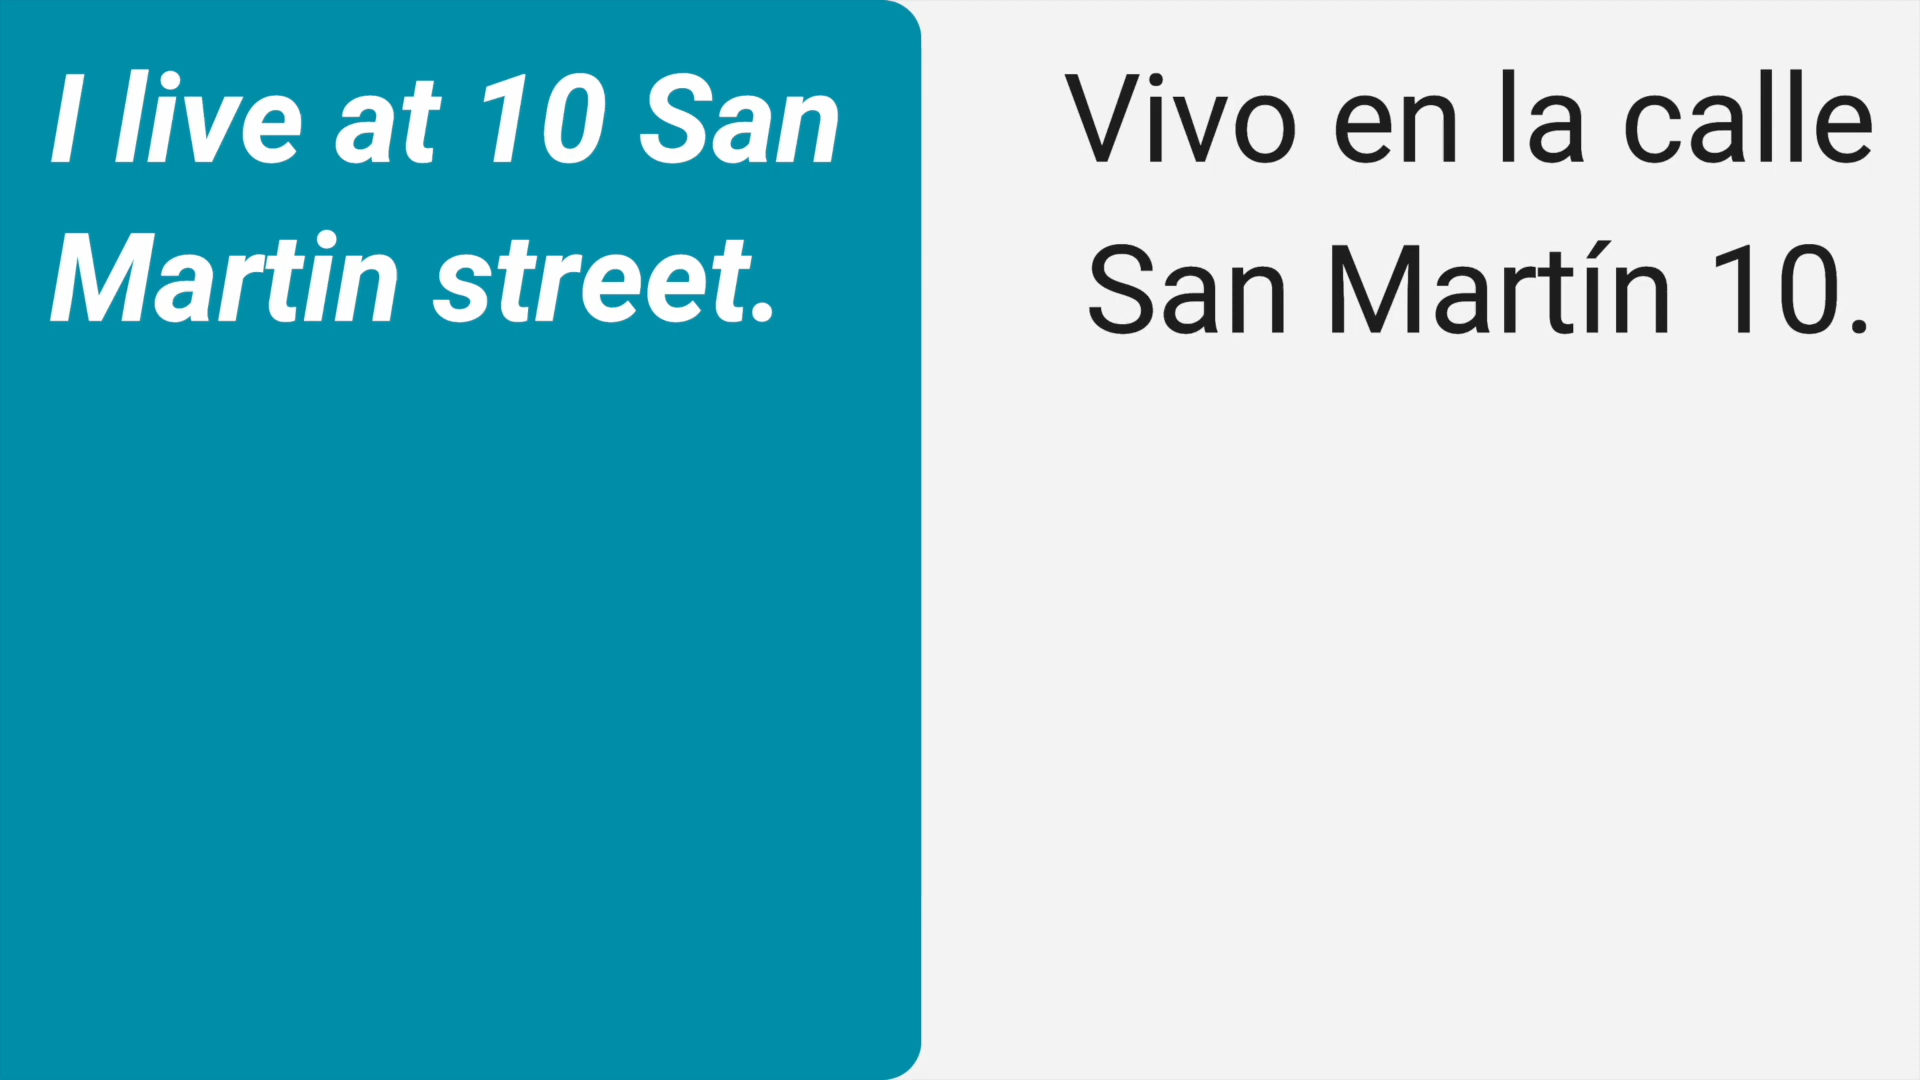 I live at 10 San
Martin street.
Vivo en la calle
San Martín 10.